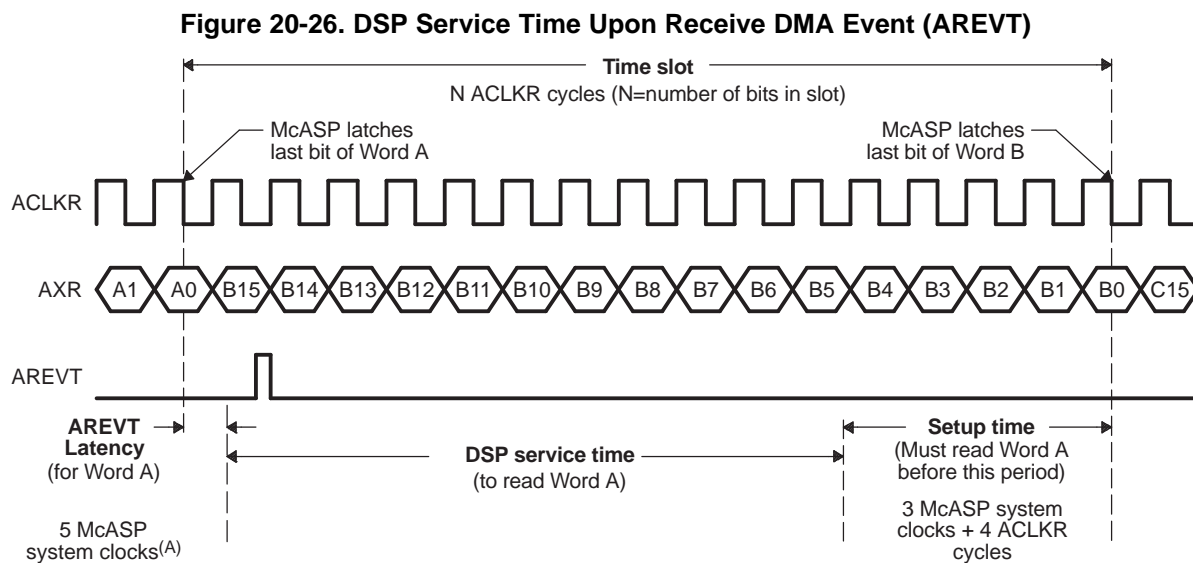 Figure 20-26. DSP Service Time Upon Receive DMA Event (AREVT)
Time slot
N ACLKR cycles (N=number of bits in slot)
McASP latches
last bit of Word A
McASP latches
last bit of Word B
ACLKR
AXR
A1 A0 B15 B14 B13 B12 B11 B10 B9 B8 B7 B6 B5 B4 B3 B2 B1 B0 C15
AREVT
AREVT
Latency
(for Word A)
5 McASP
system clocks(A)
DSP service time
(to read Word A)
Setup time
(Must read Word A
before this period)
3 McASP system
clocks + 4 ACLKR
cycles